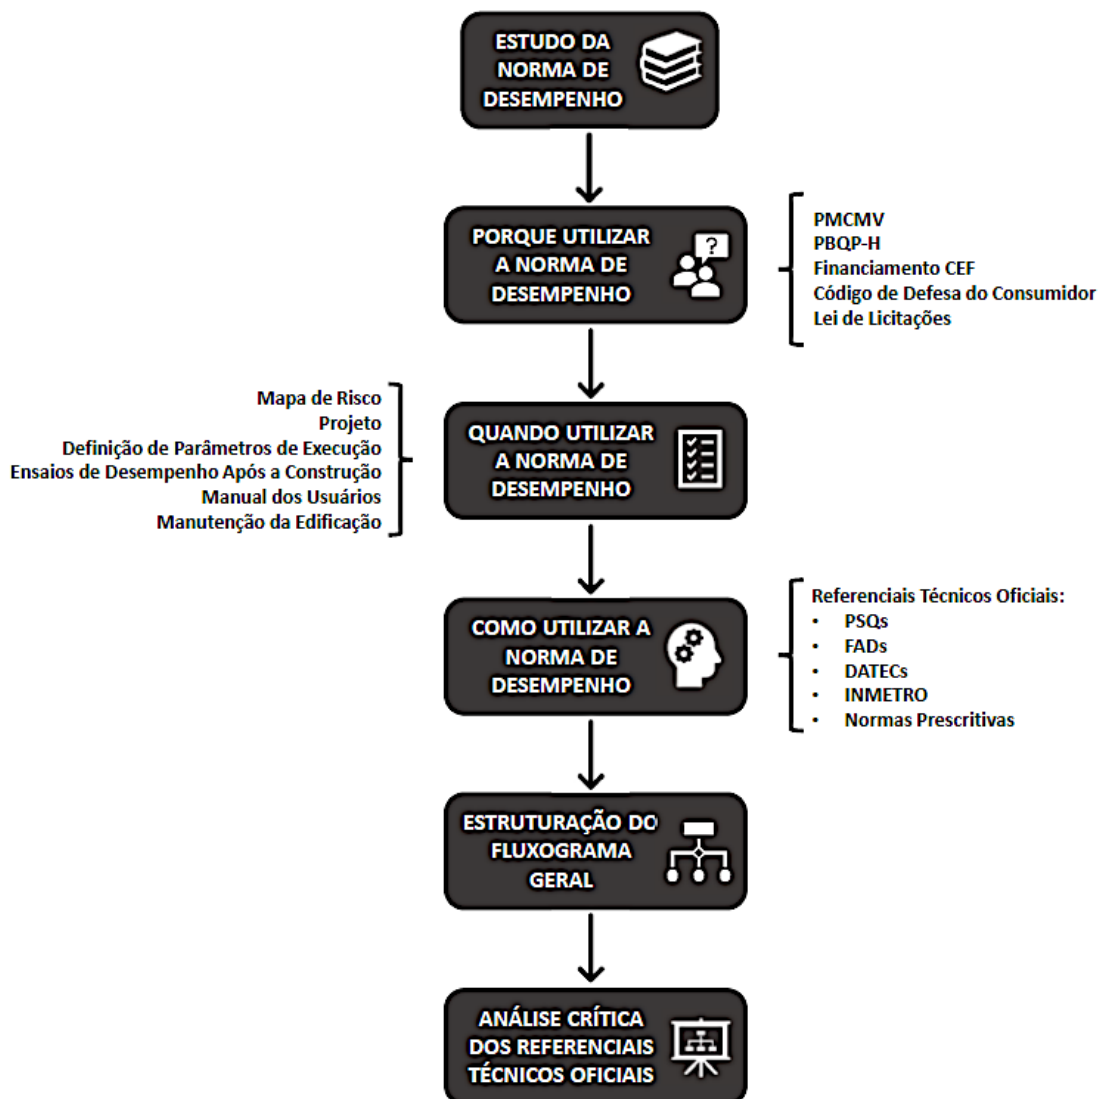 ESTUDO DA
NORMA DE
DESEMPENHO
PORQUE UTILIZAR
A NORMA DE
DESEMPENHO
?
PMCMV
PBQP-H
Financiamento CEF
Código de Defesa do Consumidor
Lei de Licitações
Mapa de Risco
Projeto
Definição de Parâmetros de Execução
Ensaios de Desempenho Após a Construção
Manual dos Usuários
Manutenção da Edificação
QUANDO UTILIZAR
A NORMA DE
DESEMPENHO
COMO UTILIZAR A
NORMA DE
DESEMPENHO
Referenciais Técnicos Oficiais:
• PSQs
• FADs
• DATECs
• INMETRO
• Normas Prescritivas
ESTRUTURAÇÃO DO
FLUXOGRAMA
GERAL
ANÁLISE CRÍTICA
DOS REFERENCIAIS
TÉCNICOS OFICIAIS